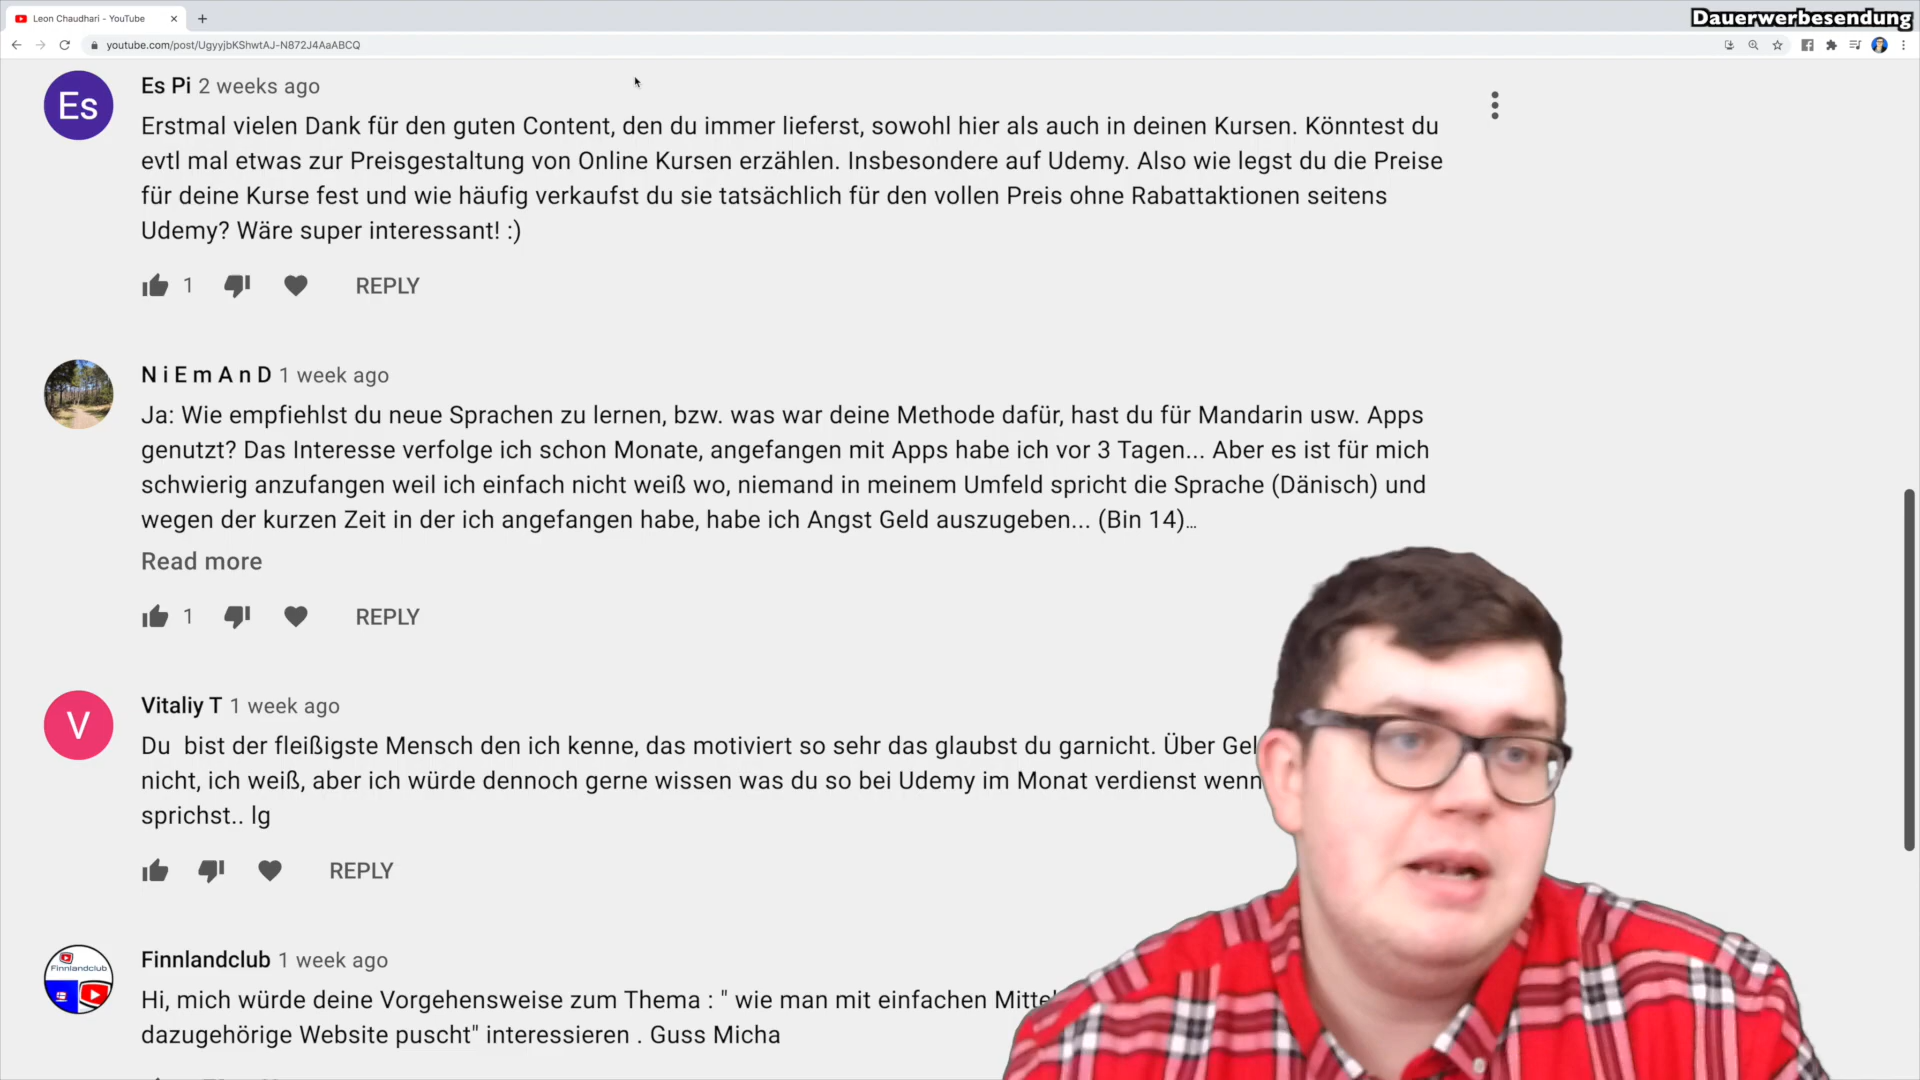 Leon Chaudhari - YouTube
Dauerwerbesendung
youtube.com/post/UgyyjbKShwtAJ-N872J4AaABCQ
Es
Es Pi 2 weeks ago
Erstmal vielen Dank für den guten Content, den du immer lieferst, sowohl hier als auch in deinen Kursen. Könntest du
evtl mal etwas zur Preisgestaltung von Online Kursen erzählen. Insbesondere auf Udemy. Also wie legst du die Preise
für deine Kurse fest und wie häufig verkaufst du sie tatsächlich für den vollen Preis ohne Rabattaktionen seitens
Udemy? Wäre super interessant! :)
1 REPLY
N i E m A n D 1 week ago
Ja: Wie empfiehlst du neue Sprachen zu lernen, bzw. was war deine Methode dafür, hast du für Mandarin usw. Apps
genutzt? Das Interesse verfolge ich schon Monate, angefangen mit Apps habe ich vor 3 Tagen... Aber es ist für mich
schwierig anzufangen weil ich einfach nicht weiß wo, niemand in meinem Umfeld spricht die Sprache (Dänisch) und
wegen der kurzen Zeit in der ich angefangen habe, habe ich Angst Geld auszugeben... (Bin 14)...
Read more
1 REPLY
V
Vitaliy T 1 week ago
Du bist der fleißigste Mensch den ich kenne, das motiviert so sehr das glaubst du garnicht. Über Gel
nicht, ich weiß, aber ich würde dennoch gerne wissen was du so bei Udemy im Monat verdienst wenn
sprichst.. lg
REPLY
Finnlandclub
Finnlandclub 1 week ago
Hi, mich würde deine Vorgehensweise zum Thema : " wie man mit einfachen Mitte
dazugehörige Website puscht" interessieren . Guss Micha